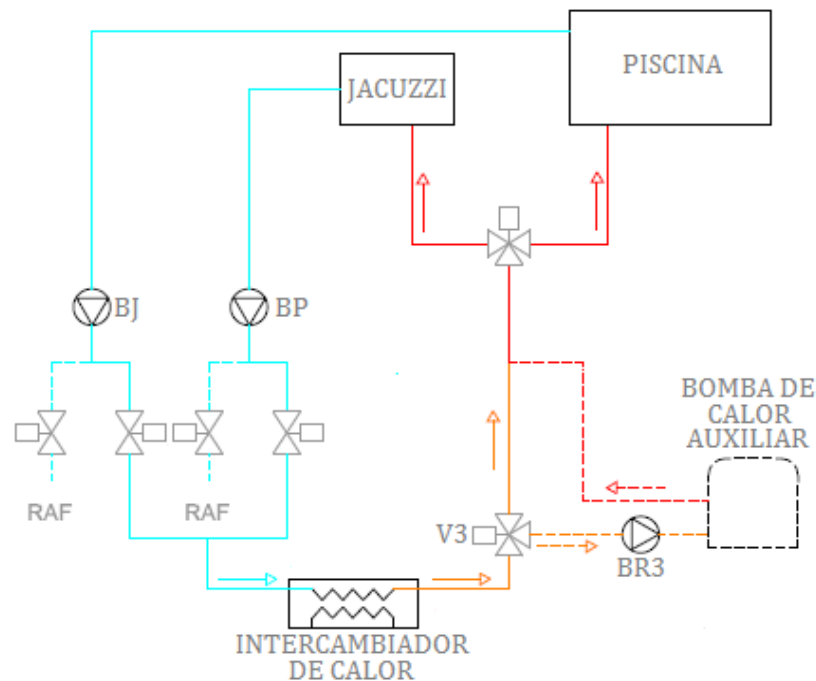 PISCINA
JACUZZI
BJ
BP
BOMBA DE
CALOR
AUXILIAR
RAF
RAF
V3
BR3
INTERCAMBIADOR
DE CALOR